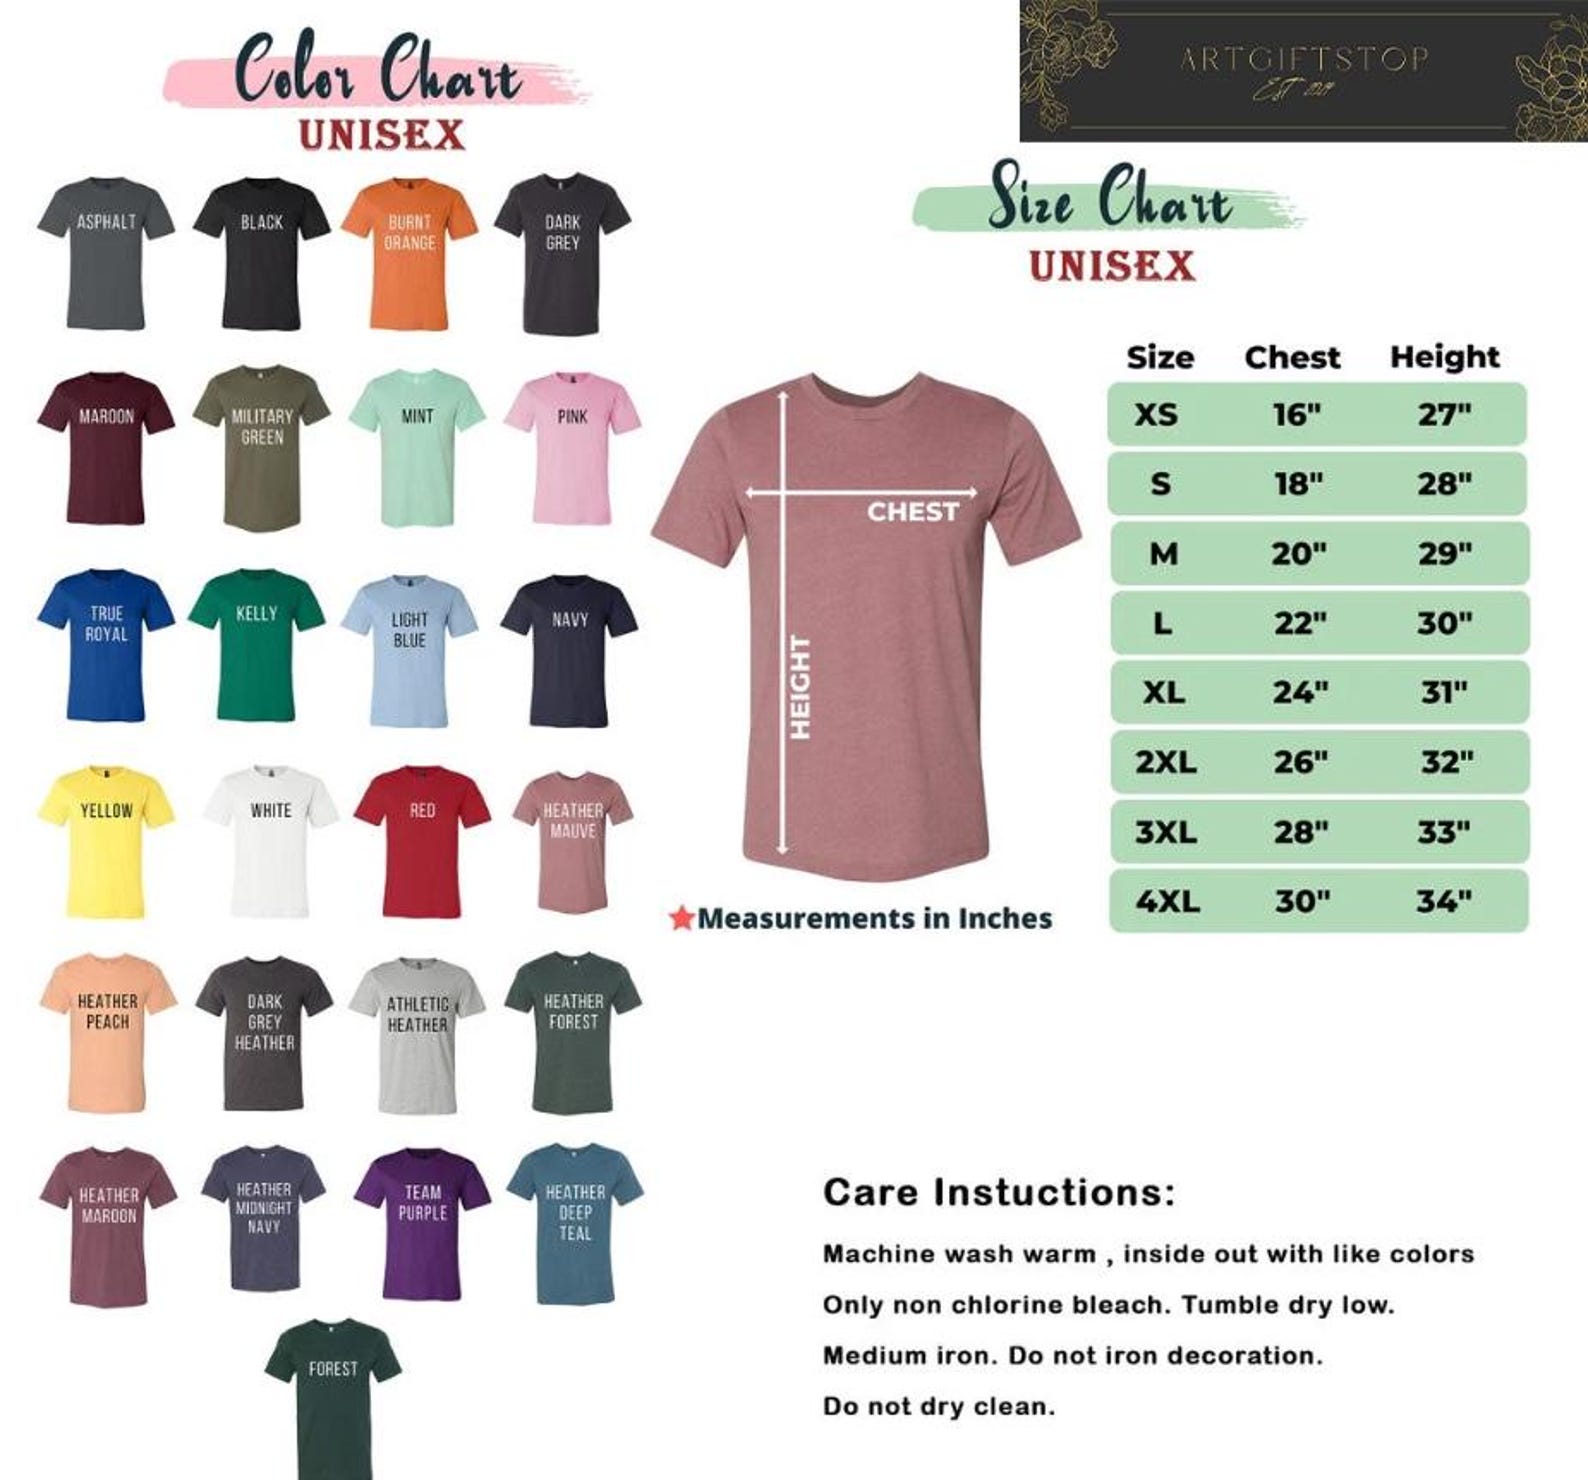 Color Chart
UNISEX
ASPHALT
BLACK
BURNT
ORANGE
DARK
GREY
MAROON
MILITARY
GREEN
MINT
PINK
TRUE
ROYAL
KELLY
LIGHT
BLUE
NAVY
YELLOW
WHITE
RED
HEATHER
MAUVE
HEATHER
PEACH
DARK
GREY
HEATHER
ATHLETIC
HEATHER
HEATHER
FOREST
HEATHER
MAROON
HEATHER
MIDNIGHT
NAVY
TEAM
PURPLE
HEATHER
DEEP
TEAL
FOREST
ARTGIFTSTOP
Size Chart
UNISEX
CHEST
HEIGHT
Measurements in Inches
Size Chest Height
XS 16" 27"
S 18" 28"
M 20" 29"
L 22" 30"
XL 24" 31"
2XL 26" 32"
3XL 28" 33"
4XL 30" 34"
Care Instuctions:
Machine wash warm , inside out with like colors
Only non chlorine bleach. Tumble dry low.
Medium iron. Do not iron decoration.
Do not dry clean.